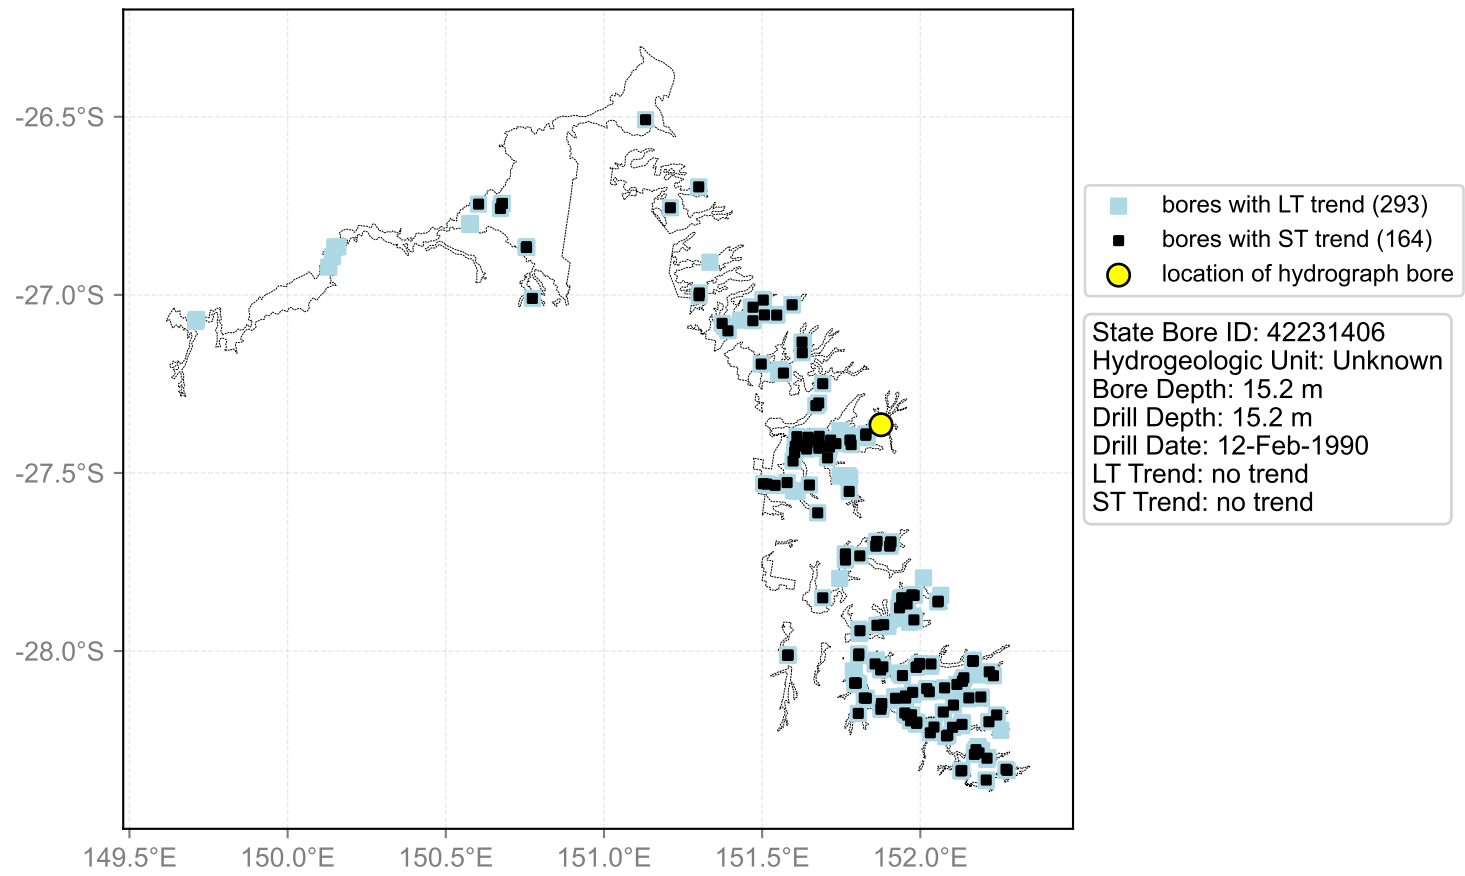 -26.5°S
-27.0°S
-27.5°S
-28.0°S
149.5°E
150.0°E
150.5°E
151.0°E
151.5°E
152.0°E
bores with LT trend (293)
bores with ST trend (164)
location of hydrograph bore
State Bore ID: 42231406
Hydrogeologic Unit: Unknown
Bore Depth: 15.2 m
Drill Depth: 15.2 m
Drill Date: 12-Feb-1990
LT Trend: no trend
ST Trend: no trend